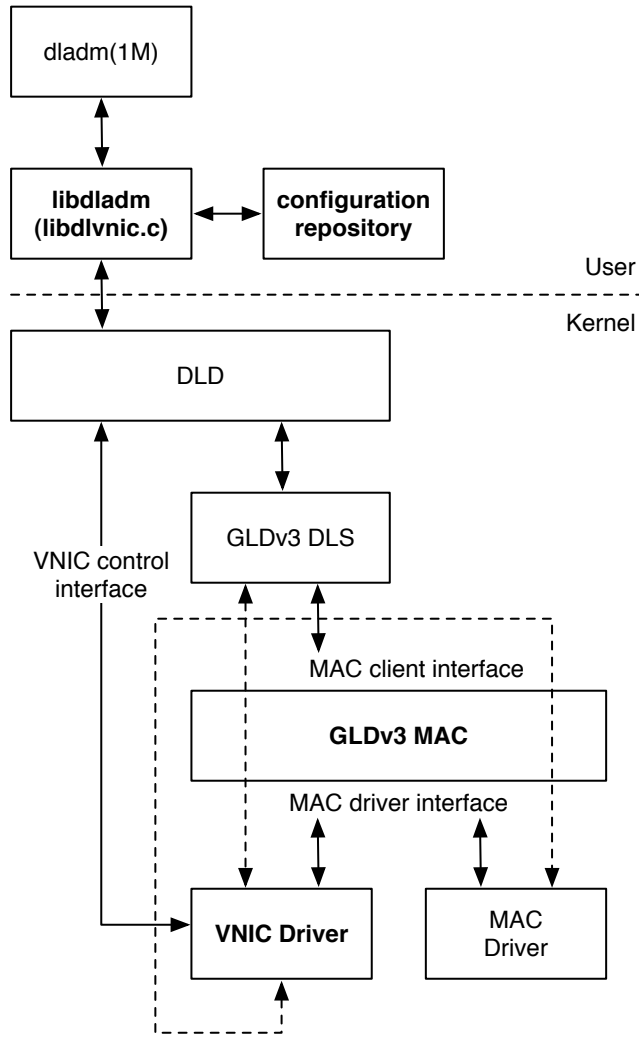 dladm(1M)
libdladm
(libdlvnic.c)
configuration
repository
User
Kernel
DLD
GLDv3 DLS
VNIC control
interface
MAC client interface
GLDv3 MAC
MAC driver interface
VNIC Driver
MAC
Driver